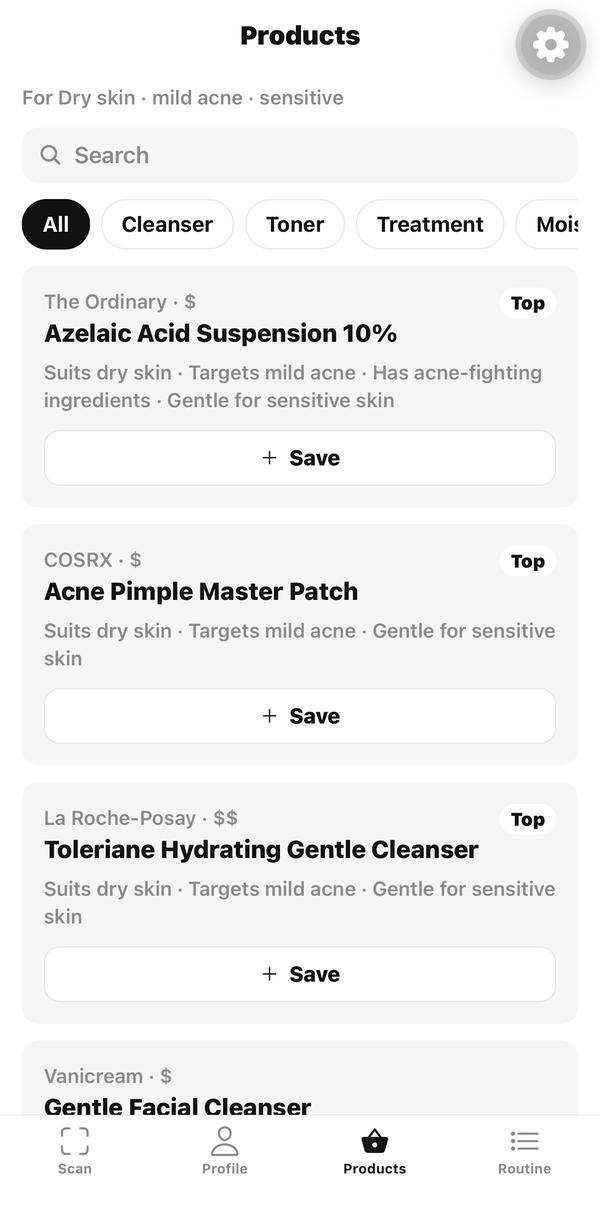 Products
For Dry skin · mild acne · sensitive
Search
All
Cleanser
Toner
Treatment
Mois
The Ordinary · $
Top
Azelaic Acid Suspension 10%
Suits dry skin · Targets mild acne · Has acne-fighting
ingredients · Gentle for sensitive skin
+ Save
COSRX · $
Top
Acne Pimple Master Patch
Suits dry skin · Targets mild acne · Gentle for sensitive
skin
+ Save
La Roche-Posay · $$
Top
Toleriane Hydrating Gentle Cleanser
Suits dry skin · Targets mild acne · Gentle for sensitive
skin
+ Save
Vanicream · $
Gentle Facial Cleanser
Scan
Profile
Products
Routine